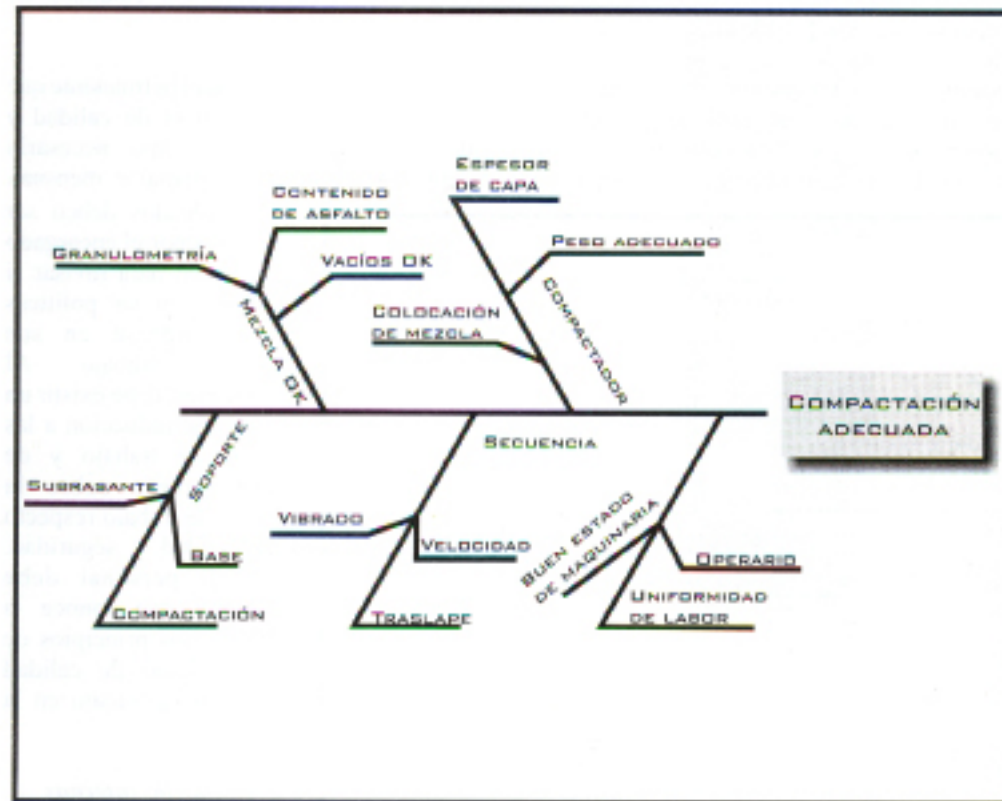 ESPESOR
DE CAPA
CONTENIDO
DE ASFALTO
PESO ADECUADO
GRANULOMETRÍA
VACÍOS OK
COLOCACIÓN
DE MEZCLA
MEZCLA OK
COMPACTADOR
COMPACTACIÓN
ADECUADA
SOPORTE
SECUENCIA
SUBRASANTE
VIBRADO
BASE
VELOCIDAD
BUEN ESTADO
DE MAQUINARIA
OPERARIO
COMPACTACIÓN
TRASLAPE
UNIFORMIDAD
DE LABOR